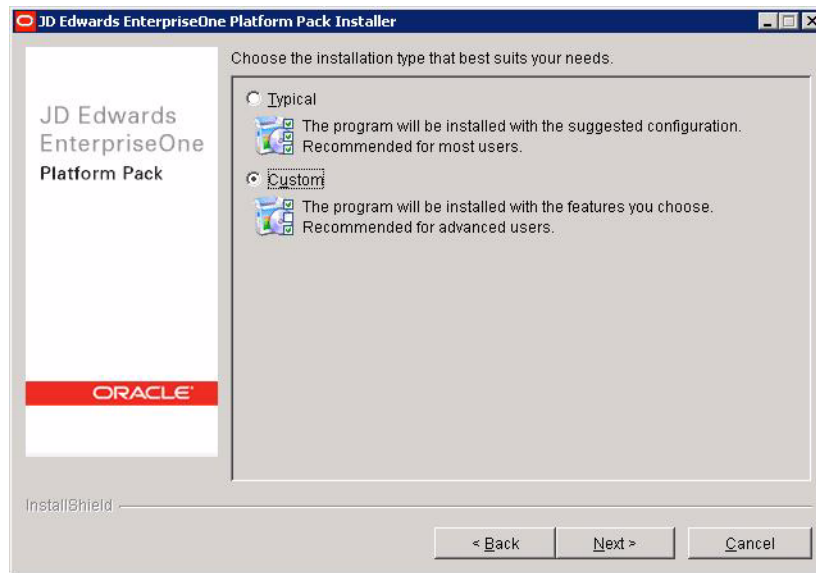 JD Edwards EnterpriseOne Platform Pack Installer
Choose the installation type that best suits your needs.
JD Edwards
EnterpriseOne
Platform Pack
ORACLE
Typical
The program will be installed with the suggested configuration.
Recommended for most users.
Custom
The program will be installed with the features you choose.
Recommended for advanced users.
InstallShield
< Back
Next >
Cancel